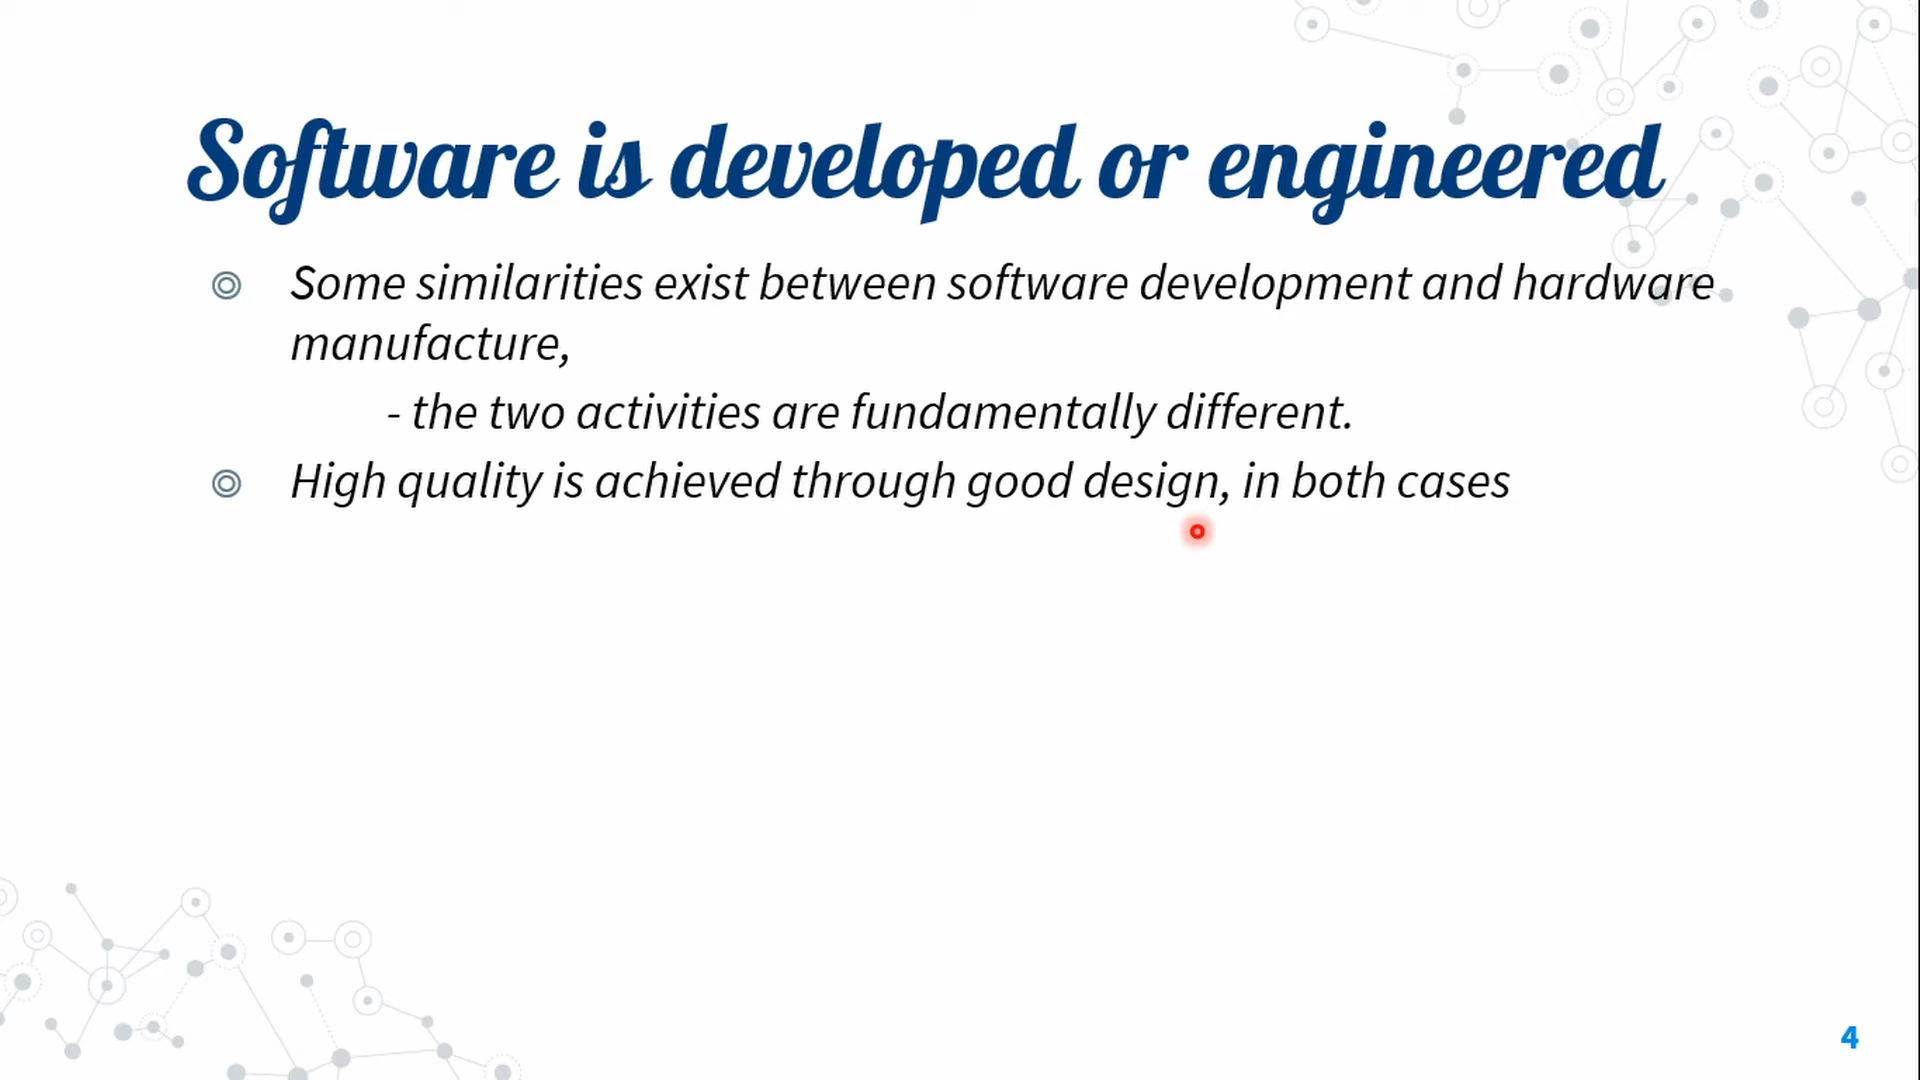 Software is developed or engineered
Some similarities exist between software development and hardware
manufacture,
- the two activities are fundamentally different.
High quality is achieved through good design, in both cases
4